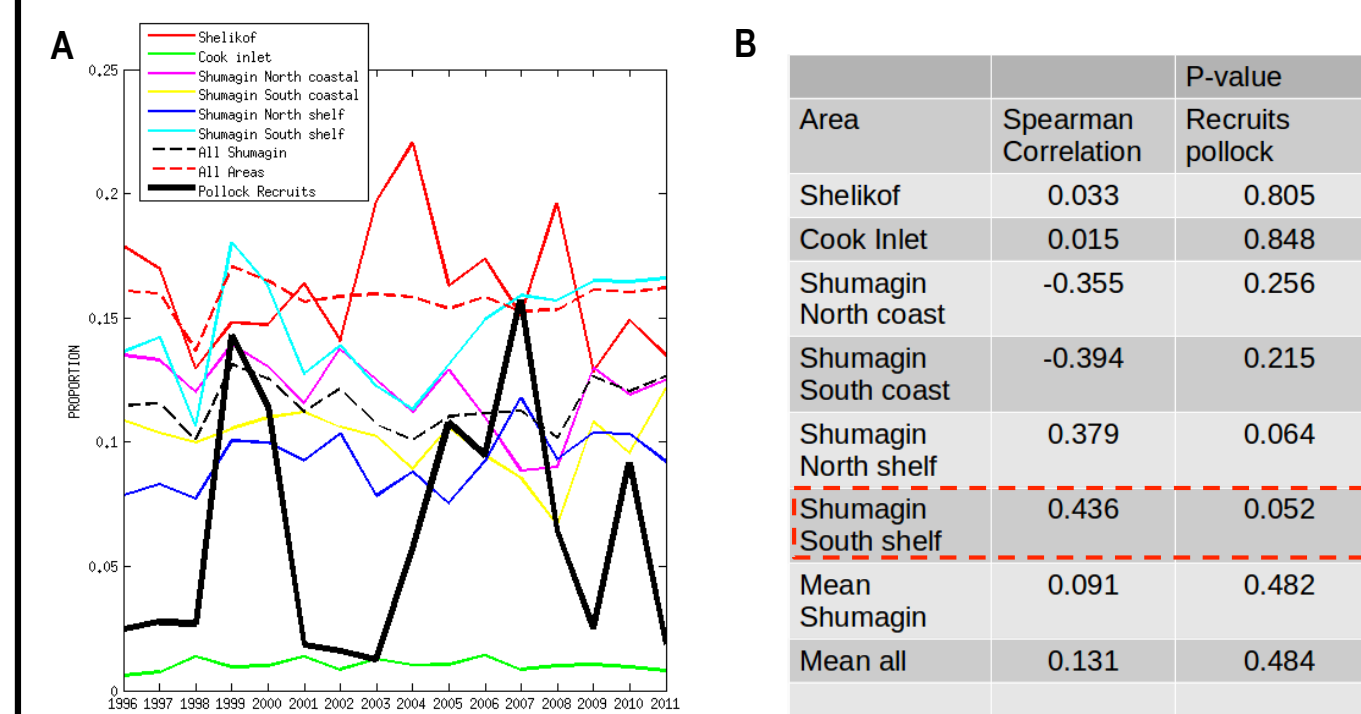 A
Shelikof
Cook inlet
Shumagin North coastal
Shumagin South coastal
Shumagin North shelf
Shumagin South shelf
All Shumagin
All Areas
Pollock Recruits
0.25
0.2
0.15
0.1
0.05
0
PROPORTION
1996 1997 1998 1999 2000 2001 2002 2003 2004 2005 2006 2007 2008 2009 2010 2011
B
P-value
Area Spearman Recruits
Correlation pollock
Shelikof 0.033 0.805
Cook Inlet 0.015 0.848
Shumagin -0.355 0.256
North coast
Shumagin -0.394 0.215
South coast
Shumagin 0.379 0.064
North shelf
Shumagin 0.436 0.052
South shelf
Mean 0.091 0.482
Shumagin
Mean all 0.131 0.484